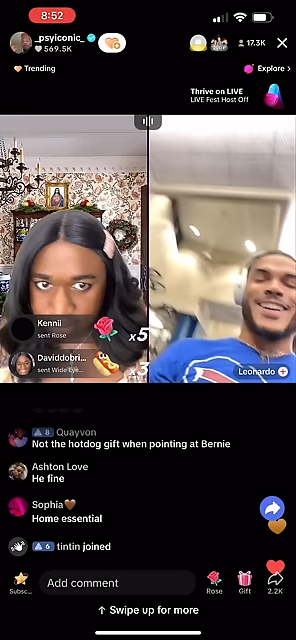 8:52
_psyiconic_
569.5K
17.3K
Trending
Explore >
Thrive on LIVE
LIVE Fest Host Off
Kennii
sent Rose
x5
Daviddobri...
sent Wide Eye...
x3
Leonardo
8 Quayvon
Not the hotdog gift when pointing at Bernie
Ashton Love
He fine
Sophia🤎
Home essential
6 tintin joined
Subsc...
Add comment
Rose
Gift
2.2K
↑ Swipe up for more